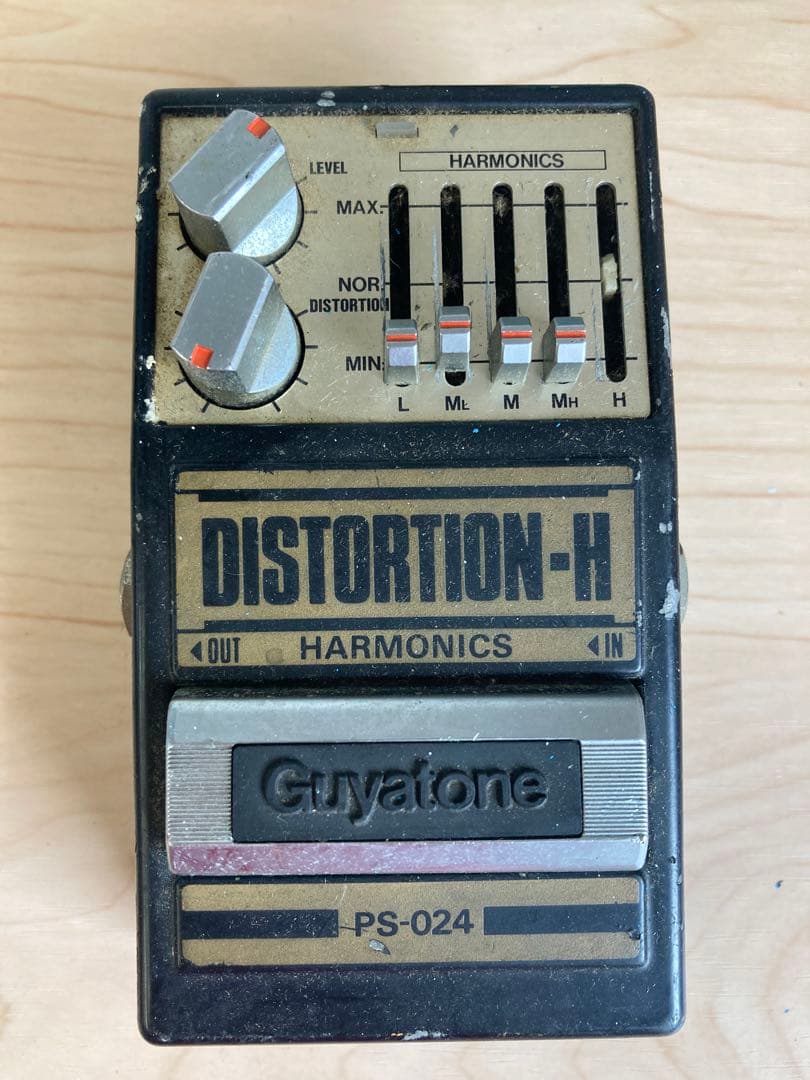 LEVEL
HARMONICS
MAX.
NOR.
DISTORTION
MIN.
L ML M MH H
DISTORTION-H
◀OUT HARMONICS ◀IN
Guyatone
PS-024